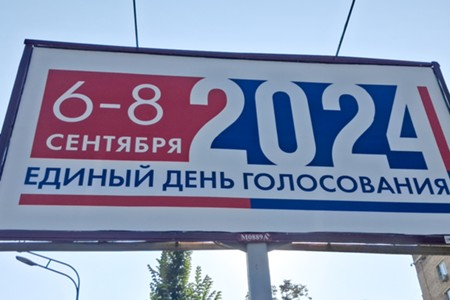 6–8
СЕНТЯБРЯ
2024
ЕДИНЫЙ ДЕНЬ ГОЛОСОВАНИЯ